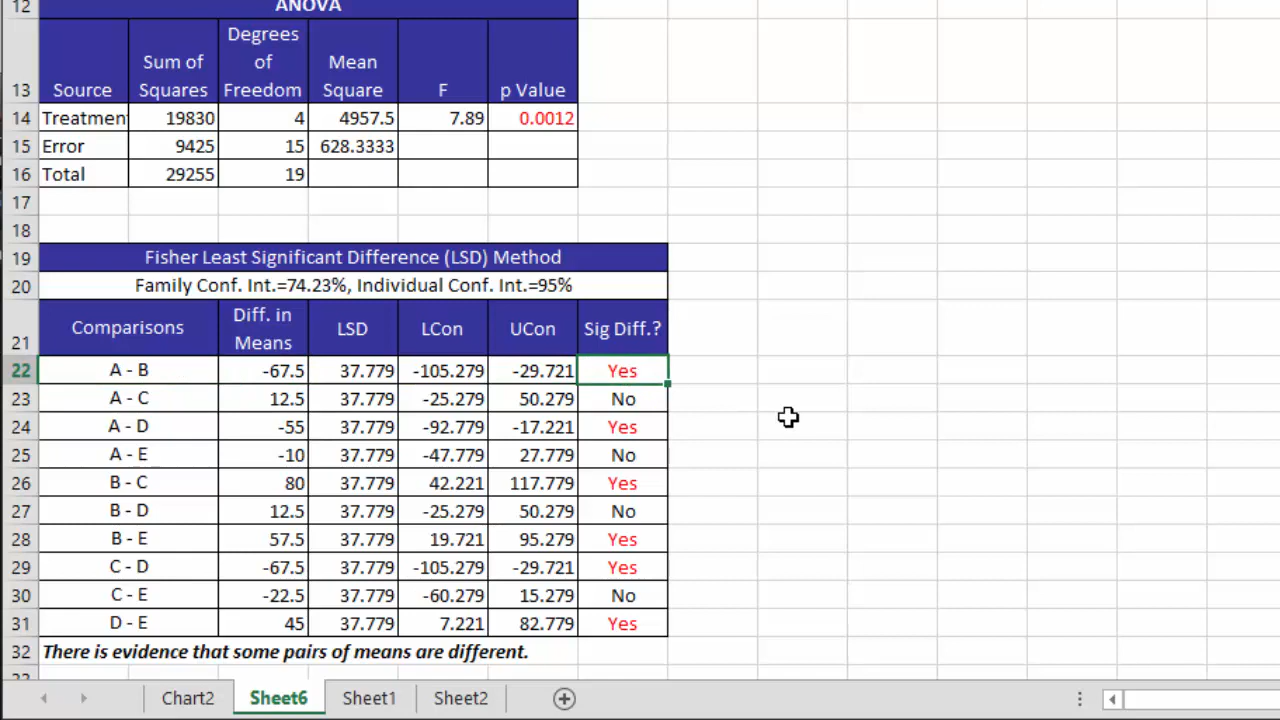 12 ANOVA
13 Source Sum of Squares Degrees of Freedom Mean Square F p Value
14 Treatmen 19830 4 4957.5 7.89 0.0012
15 Error 9425 15 628.3333
16 Total 29255 19
17
18
19 Fisher Least Significant Difference (LSD) Method
20 Family Conf. Int.=74.23%, Individual Conf. Int.=95%
21 Comparisons Diff. in Means LSD LCon UCon Sig Diff.?
22 A - B -67.5 37.779 -105.279 -29.721 Yes
23 A - C 12.5 37.779 -25.279 50.279 No
24 A - D -55 37.779 -92.779 -17.221 Yes
25 A - E -10 37.779 -47.779 27.779 No
26 B - C 80 37.779 42.221 117.779 Yes
27 B - D 12.5 37.779 -25.279 50.279 No
28 B - E 57.5 37.779 19.721 95.279 Yes
29 C - D -67.5 37.779 -105.279 -29.721 Yes
30 C - E -22.5 37.779 -60.279 15.279 No
31 D - E 45 37.779 7.221 82.779 Yes
32 There is evidence that some pairs of means are different.
Chart2 Sheet6 Sheet1 Sheet2